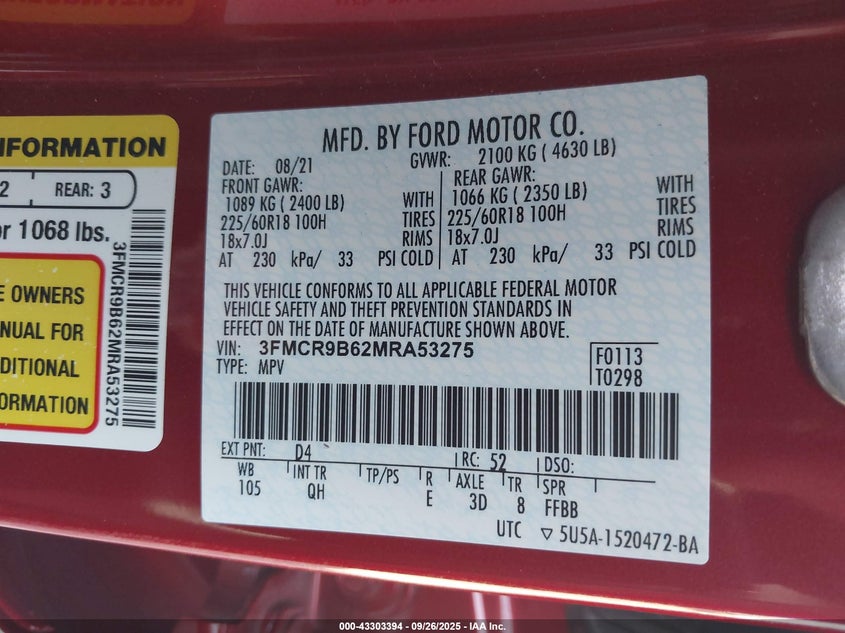 INFORMATION
2 REAR: 3
or 1068 lbs.
E OWNERS
NUAL FOR
DITIONAL
ORMATION
3FMCR9B62MRA53275
MFD. BY FORD MOTOR CO.
DATE: 08/21 GVWR: 2100 KG ( 4630 LB)
FRONT GAWR: REAR GAWR:
1089 KG ( 2400 LB) WITH 1066 KG ( 2350 LB) WITH
225/60R18 100H TIRES 225/60R18 100H TIRES
18x7.0J RIMS 18x7.0J RIMS
AT 230 kPa/ 33 PSI COLD AT 230 kPa/ 33 PSI COLD
THIS VEHICLE CONFORMS TO ALL APPLICABLE FEDERAL MOTOR
VEHICLE SAFETY AND THEFT PREVENTION STANDARDS IN
EFFECT ON THE DATE OF MANUFACTURE SHOWN ABOVE.
VIN: 3FMCR9B62MRA53275
TYPE: MPV
F0113
T0298
EXT PNT: D4 RC: 52 DSO:
WB INT TR TP/PS R AXLE TR SPR
105 QH E 3D 8 FFBB
UTC ▽ 5U5A-1520472-BA
000-43303394 - 09/26/2025 - IAA Inc.